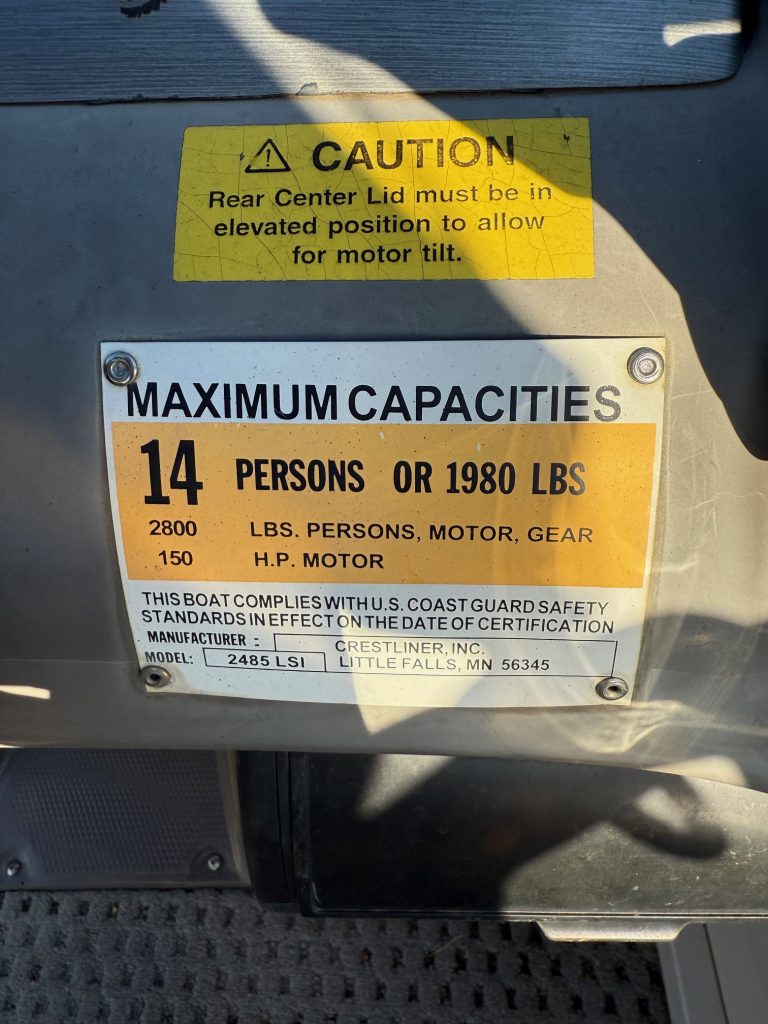 ⚠ CAUTION
Rear Center Lid must be in
elevated position to allow
for motor tilt.
MAXIMUM CAPACITIES
14 PERSONS OR 1980 LBS
2800 LBS. PERSONS, MOTOR, GEAR
150 H.P. MOTOR
THIS BOAT COMPLIES WITH U.S. COAST GUARD SAFETY
STANDARDS IN EFFECT ON THE DATE OF CERTIFICATION
MANUFACTURER : CRESTLINER, INC.
MODEL: 2485 LSI LITTLE FALLS, MN 56345